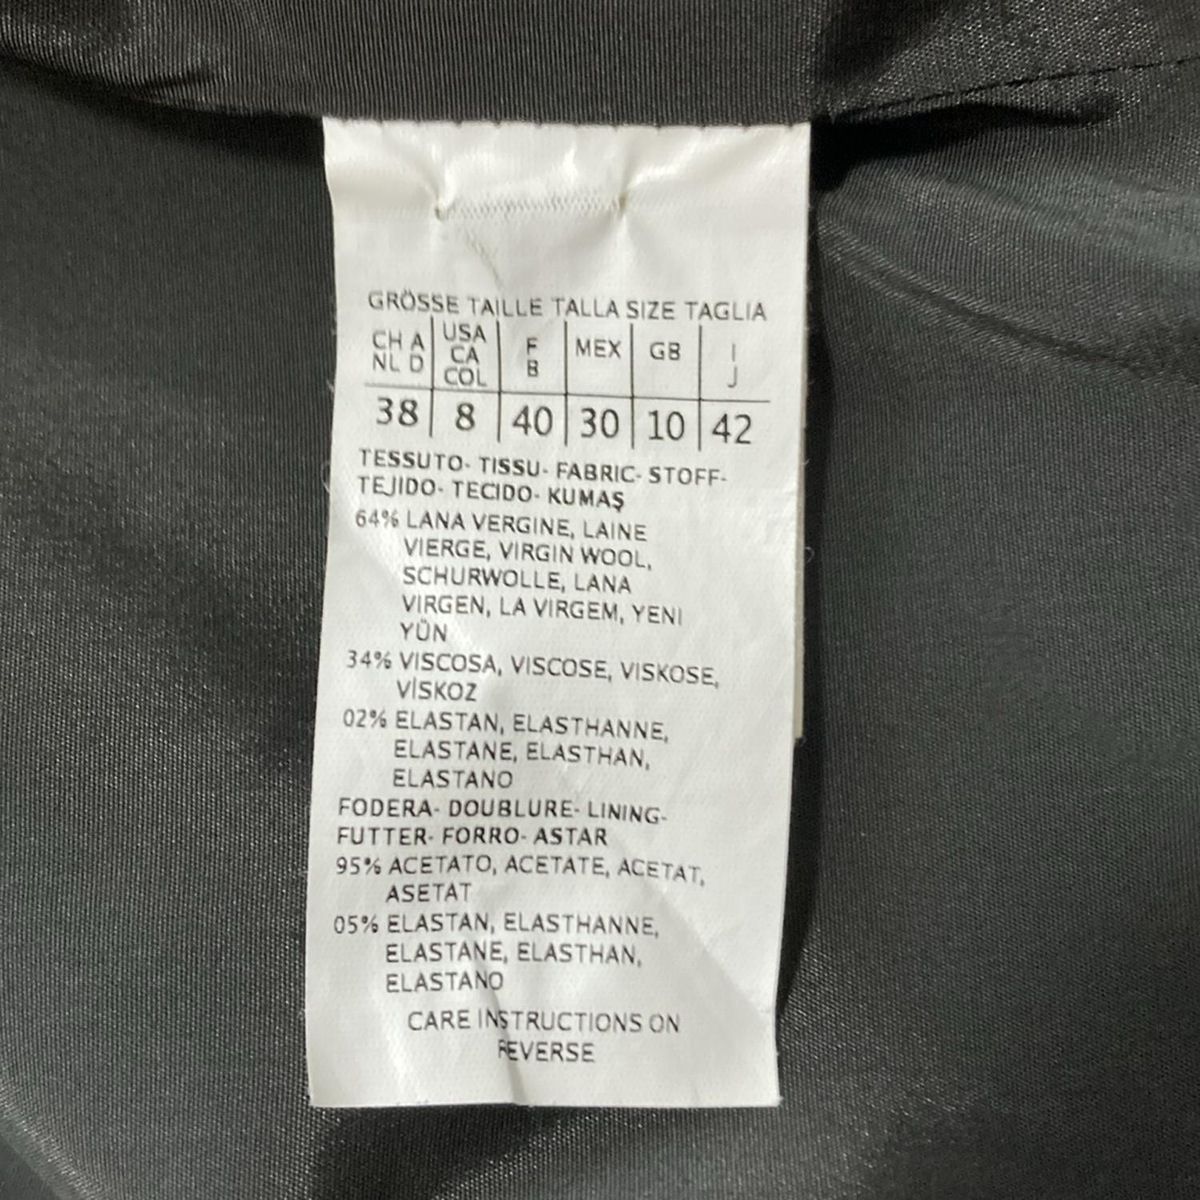 GRÖSSE TAILLE TALLA SIZE TAGLIA
CH A NL D | USA CA COL | F B | MEX | GB | I J
38 | 8 | 40 | 30 | 10 | 42
TESSUTO- TISSU- FABRIC- STOFF-
TEJIDO- TECIDO- KUMAŞ
64% LANA VERGINE, LAINE
VIERGE, VIRGIN WOOL,
SCHURWOLLE, LANA
VIRGEN, LA VIRGEM, YENI
YÜN
34% VISCOSA, VISCOSE, VISKOSE,
VİSKOZ
02% ELASTAN, ELASTHANNE,
ELASTANE, ELASTHAN,
ELASTANO
FODERA- DOUBLURE- LINING-
FUTTER- FORRO- ASTAR
95% ACETATO, ACETATE, ACETAT,
ASETAT
05% ELASTAN, ELASTHANNE,
ELASTANE, ELASTHAN,
ELASTANO
CARE INSTRUCTIONS ON
REVERSE